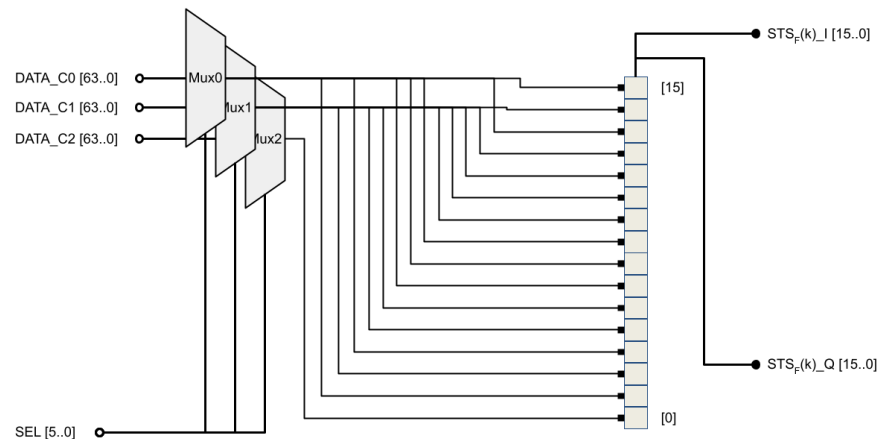 STSF(k)_I [15..0]
DATA_C0 [63..0]
Mux0
[15]
DATA_C1 [63..0]
Mux1
DATA_C2 [63..0]
Mux2
STSF(k)_Q [15..0]
[0]
SEL [5..0]